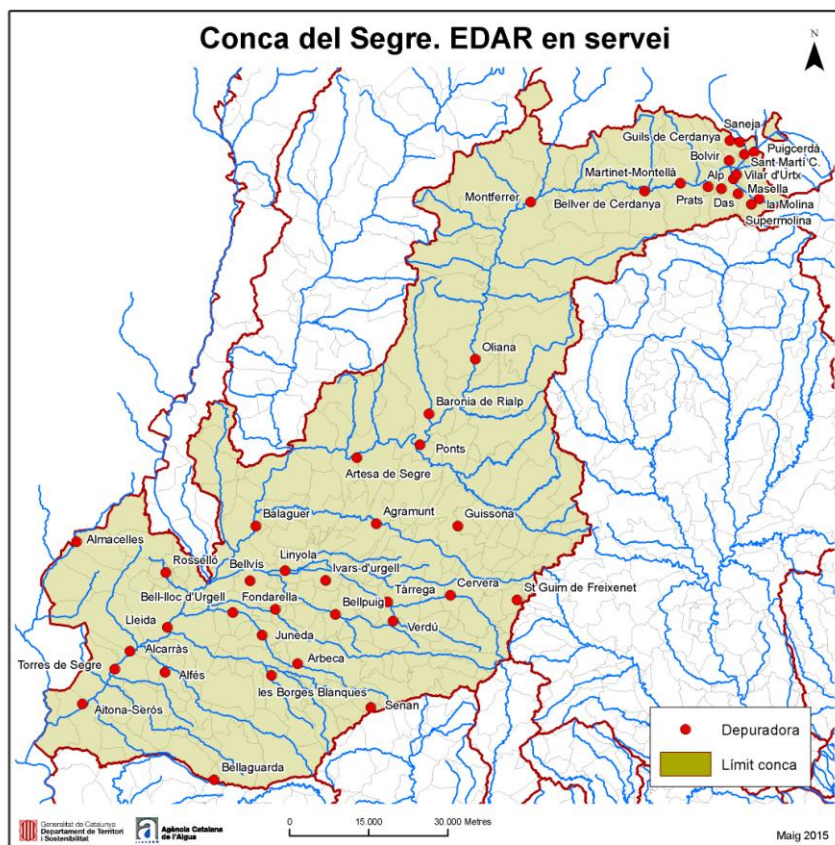 Conca del Segre. EDAR en servei
N
Saneja
Guils de Cerdanya
Puigcerdà
Bolvir
Sant Martí C.
Martinet-Montellà
Alp
Vilar d'Urtx
Masella
Montferrer
Bellver de Cerdanya
Prats
Das
la Molina
Supermolina
Oliana
Baronia de Rialp
Ponts
Artesa de Segre
Balaguer
Agramunt
Guissona
Almacelles
Rosselló
Bellvís
Linyola
Ivars-d'urgell
Bell-lloc d'Urgell
Fondarella
Tàrrega
Cervera
St Guim de Freixenet
Bellpuig
Lleida
Verdú
Juneda
Alcarràs
Arbeca
Torres de Segre
Alfés
les Borges Blanques
Aitona-Seròs
Senan
Bellaguarda
Depuradora
Límit conca
Generalitat de Catalunya
Departament de Territori
i Sostenibilitat
Agència Catalana
de l'Aigua
0 15.000 30.000 Metres
Maig 2015